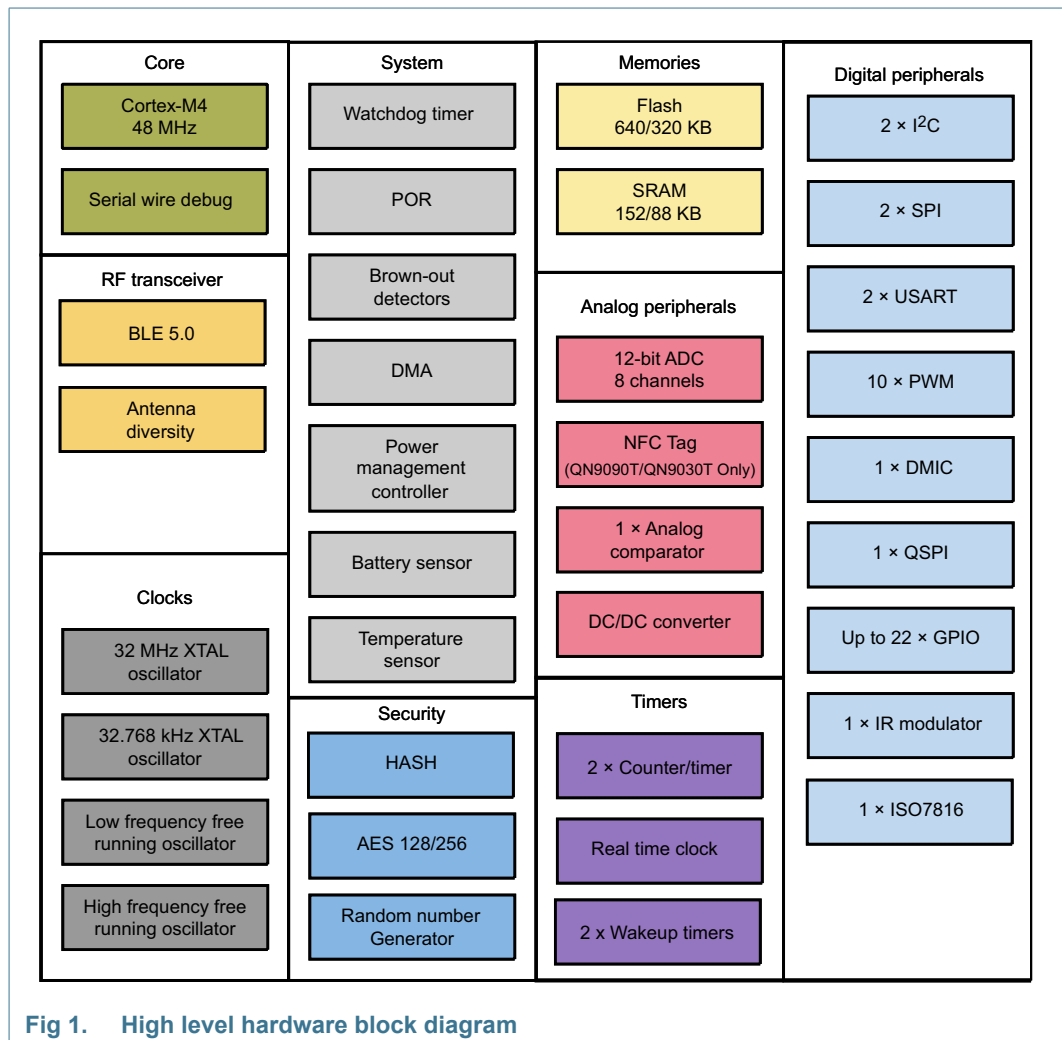 Core
Cortex-M4
48 MHz
Serial wire debug
RF transceiver
BLE 5.0
Antenna
diversity
Clocks
32 MHz XTAL
oscillator
32.768 kHz XTAL
oscillator
Low frequency free
running oscillator
High frequency free
running oscillator
System
Watchdog timer
POR
Brown-out
detectors
DMA
Power
management
controller
Battery sensor
Temperature
sensor
Security
HASH
AES 128/256
Random number
Generator
Memories
Flash
640/320 KB
SRAM
152/88 KB
Analog peripherals
12-bit ADC
8 channels
NFC Tag
(QN9090T/QN9030T Only)
1 × Analog
comparator
DC/DC converter
Timers
2 × Counter/timer
Real time clock
2 x Wakeup timers
Digital peripherals
2 × I²C
2 × SPI
2 × USART
10 × PWM
1 × DMIC
1 × QSPI
Up to 22 × GPIO
1 × IR modulator
1 × ISO7816
Fig 1. High level hardware block diagram